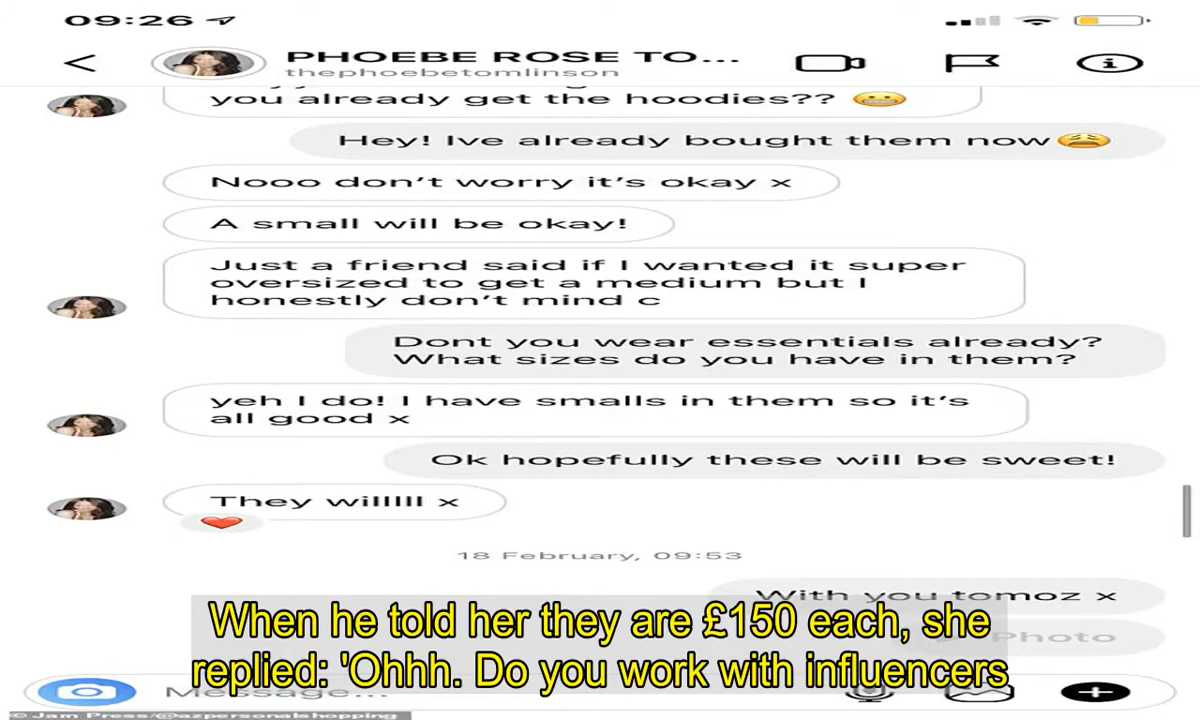 09:26
PHOEBE ROSE TO...
thephoebetomlinson
you already get the hoodies?? 😬
Hey! Ive already bought them now😩
Nooo don't worry it's okay x
A small will be okay!
Just a friend said if I wanted it super
oversized to get a medium but I
honestly don't mind c
Dont you wear essentials already?
What sizes do you have in them?
yeh I do! I have smalls in them so it's
all good x
Ok hopefully these will be sweet!
They willllll x
❤️
18 February, 09:53
With you tomoz x
Photo
When he told her they are £150 each, she
replied: 'Ohhh. Do you work with influencers
Message...
© Jam Press/@azpersonalshopping